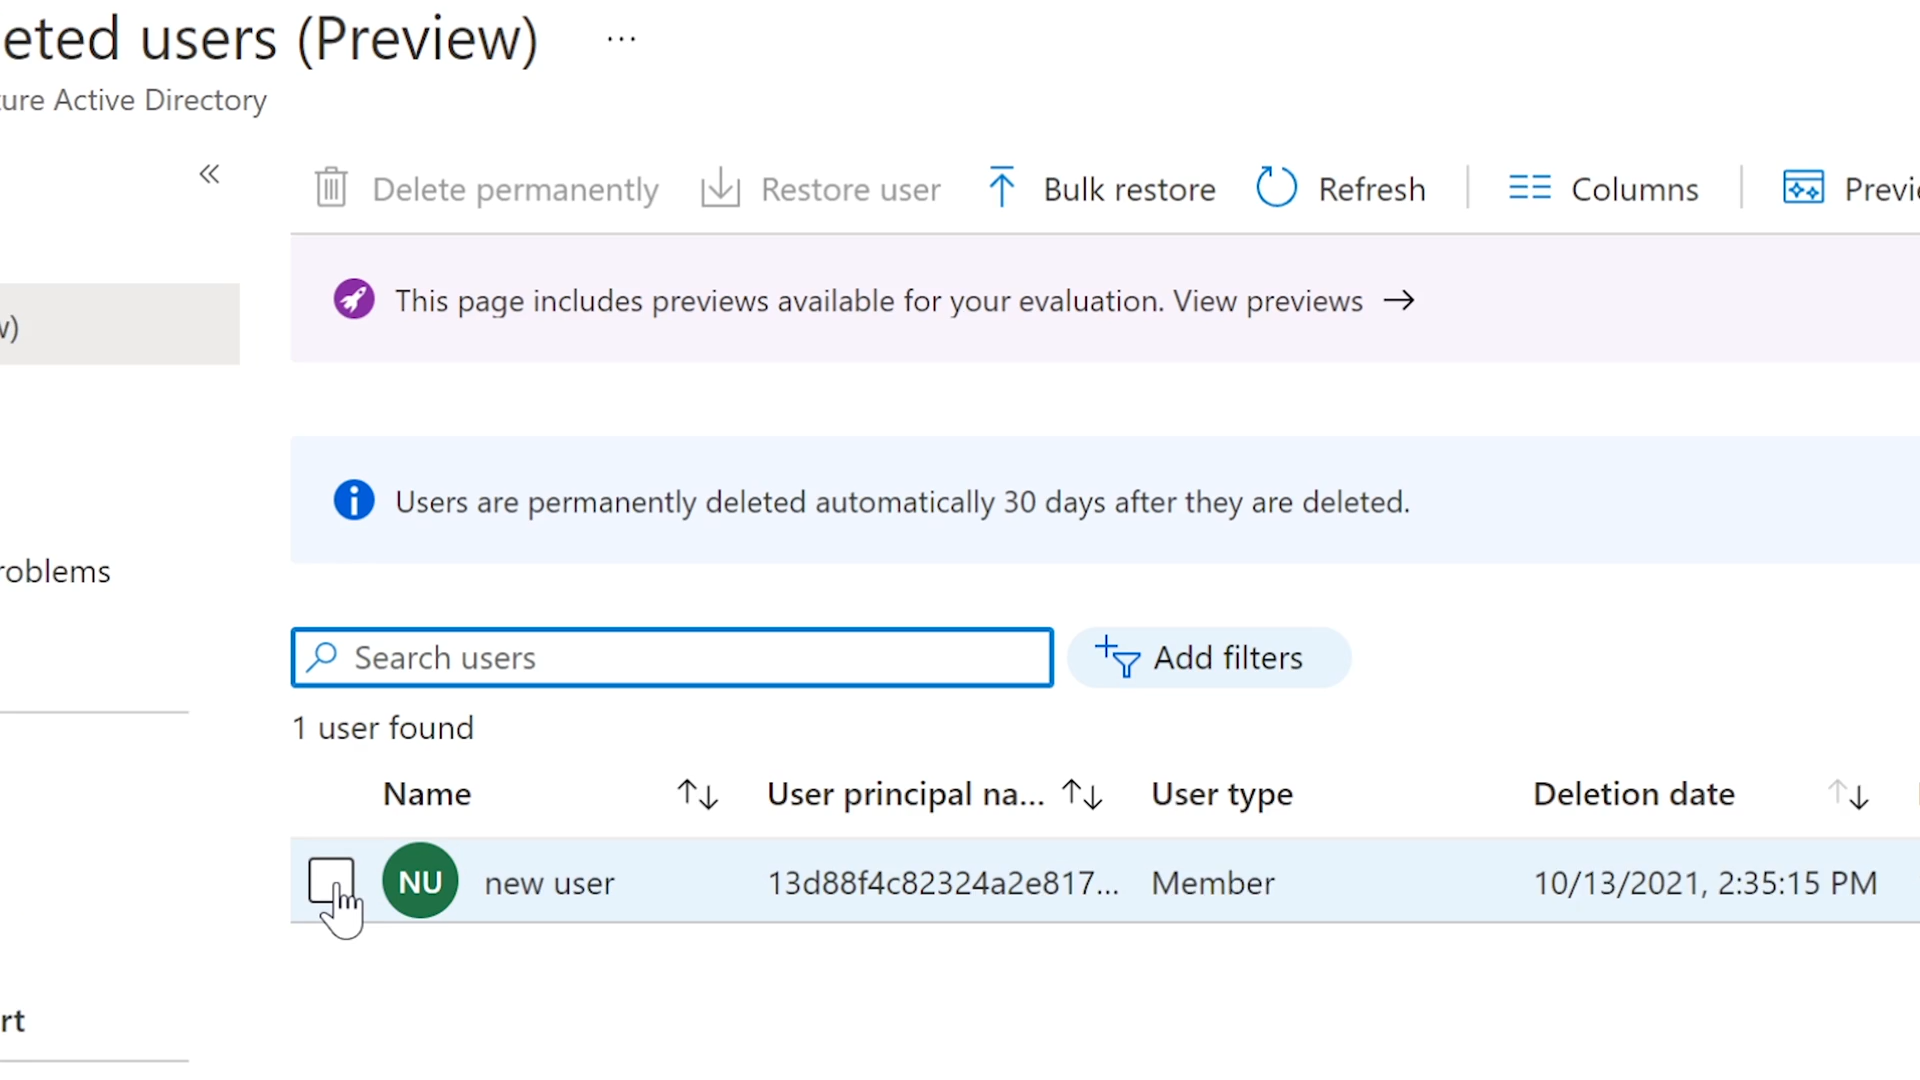 eted users (Preview) ...
ure Active Directory
Delete permanently Restore user Bulk restore Refresh Columns
This page includes previews available for your evaluation. View previews →
w)
Users are permanently deleted automatically 30 days after they are deleted.
roblems
Search users Add filters
1 user found
Name User principal na... User type Deletion date
NU new user 13d88f4c82324a2e817... Member 10/13/2021, 2:35:15 PM
rt